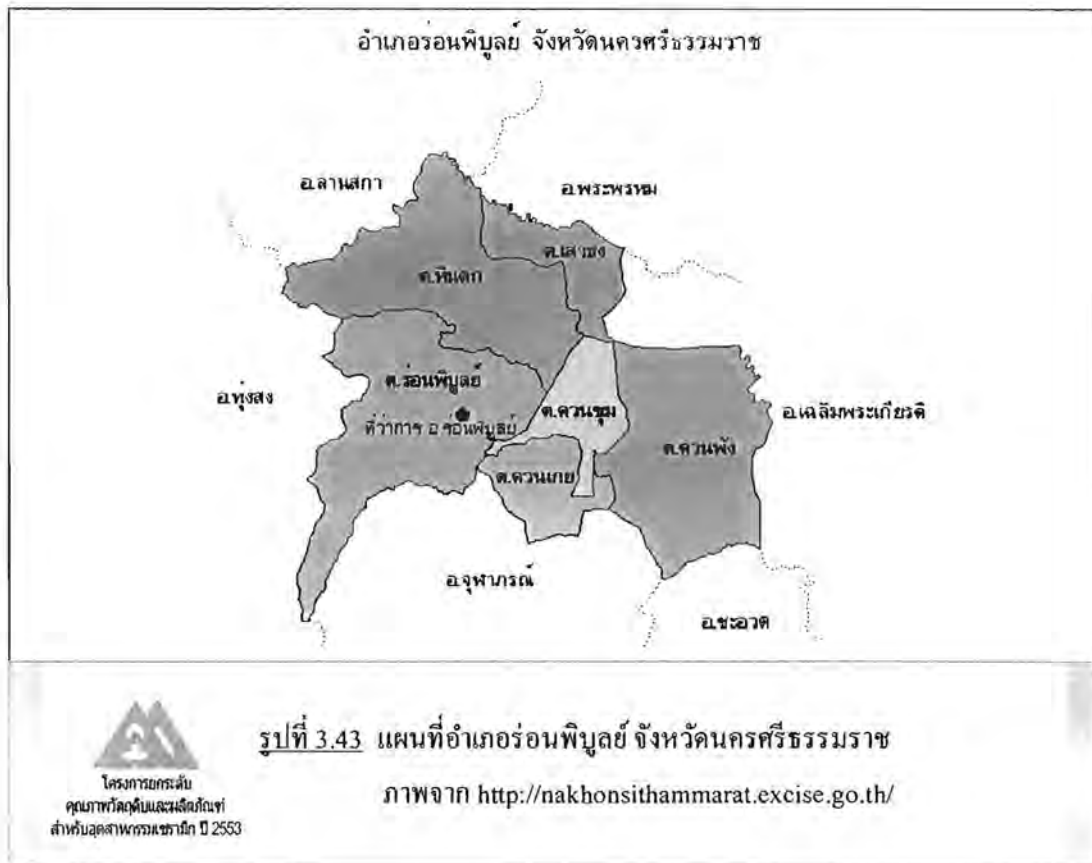 อำเภอร่อนพิบูลย์ จังหวัดนครศรีธรรมราช
อ.ลานสกา
อ.พระพรหม
ต.เสาธง
ต.หินตก
ต.ร่อนพิบูลย์
อ.ทุ่งสง
ต.ควนชุม
อ.เฉลิมพระเกียรติ
ที่ว่าการ อ.ร่อนพิบูลย์
ต.ควนพัง
ต.ควนเกย
อ.จุฬาภรณ์
อ.ชะอวด
รูปที่ 3.43 แผนที่อำเภอร่อนพิบูลย์ จังหวัดนครศรีธรรมราช
ภาพจาก http://nakhonsithammarat.excise.go.th/
โครงการยกระดับ
คุณภาพวัตถุดิบและผลิตภัณฑ์
สำหรับอุตสาหกรรมเซรามิก ปี 2553